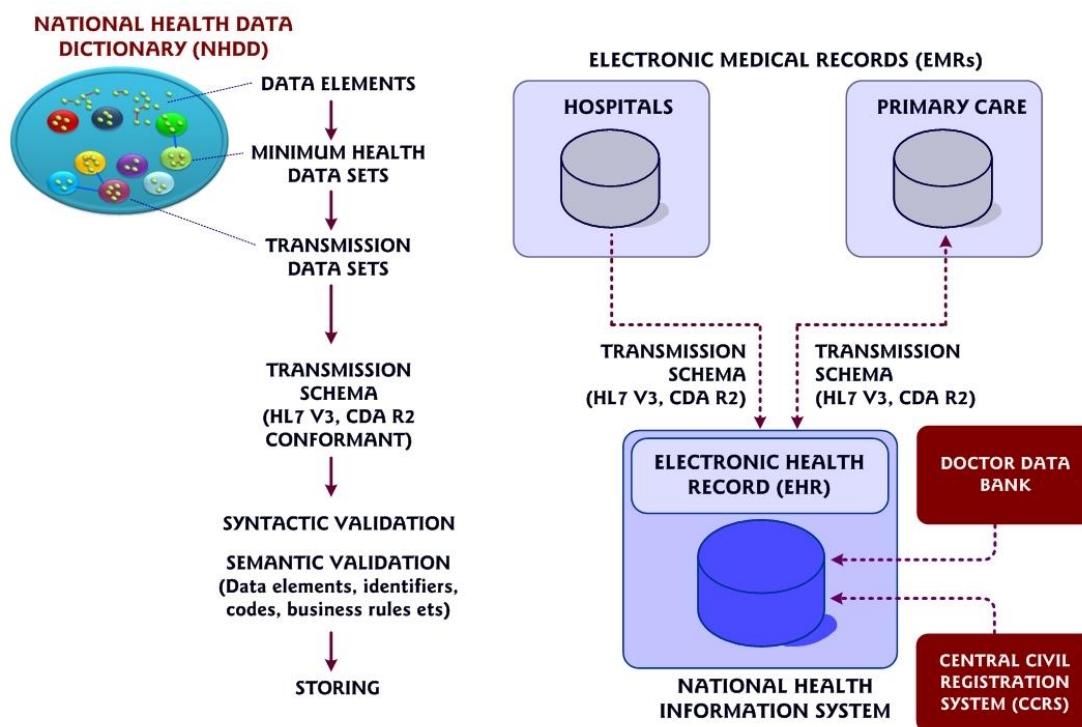 NATIONAL HEALTH DATA
DICTIONARY (NHDD)
DATA ELEMENTS
MINIMUM HEALTH
DATA SETS
TRANSMISSION
DATA SETS
TRANSMISSION
SCHEMA
(HL7 V3, CDA R2
CONFORMANT)
SYNTACTIC VALIDATION
SEMANTIC VALIDATION
(Data elements, identifiers,
codes, business rules ets)
STORING
ELECTRONIC MEDICAL RECORDS (EMRs)
HOSPITALS
PRIMARY CARE
TRANSMISSION
SCHEMA
(HL7 V3, CDA R2)
TRANSMISSION
SCHEMA
(HL7 V3, CDA R2)
ELECTRONIC HEALTH
RECORD (EHR)
DOCTOR DATA
BANK
CENTRAL CIVIL
REGISTRATION
SYSTEM (CCRS)
NATIONAL HEALTH
INFORMATION SYSTEM